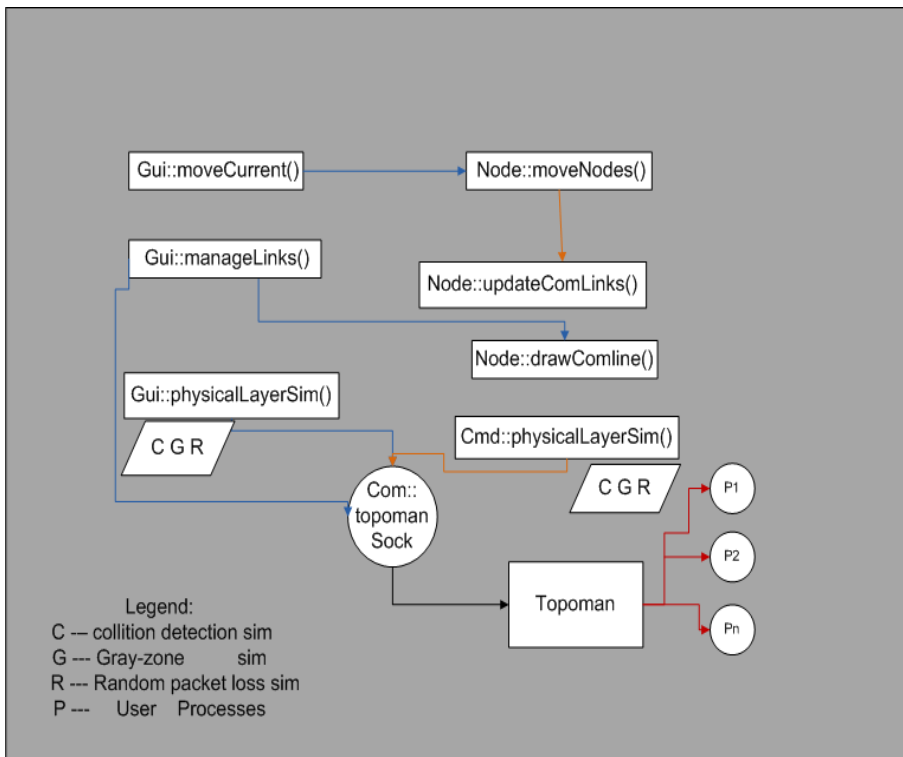 Gui::moveCurrent()
Node::moveNodes()
Gui::manageLinks()
Node::updateComLinks()
Node::drawComline()
Gui::physicalLayerSim()
C G R
Cmd::physicalLayerSim()
C G R
Com::
topoman
Sock
P1
P2
Topoman
Pn
Legend:
C --- collition detection sim
G --- Gray-zone sim
R --- Random packet loss sim
P --- User Processes